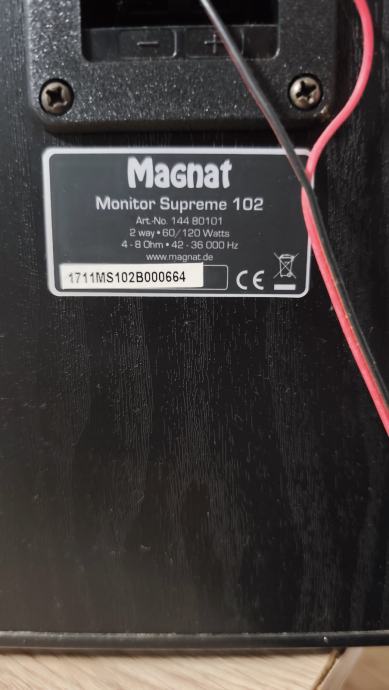 - +
Magnat
Monitor Supreme 102
Art.-No. 144 80101
2 way • 60/120 Watts
4 - 8 Ohm • 42 - 36 000 Hz
www.magnat.de
1711MS102B000664
CE